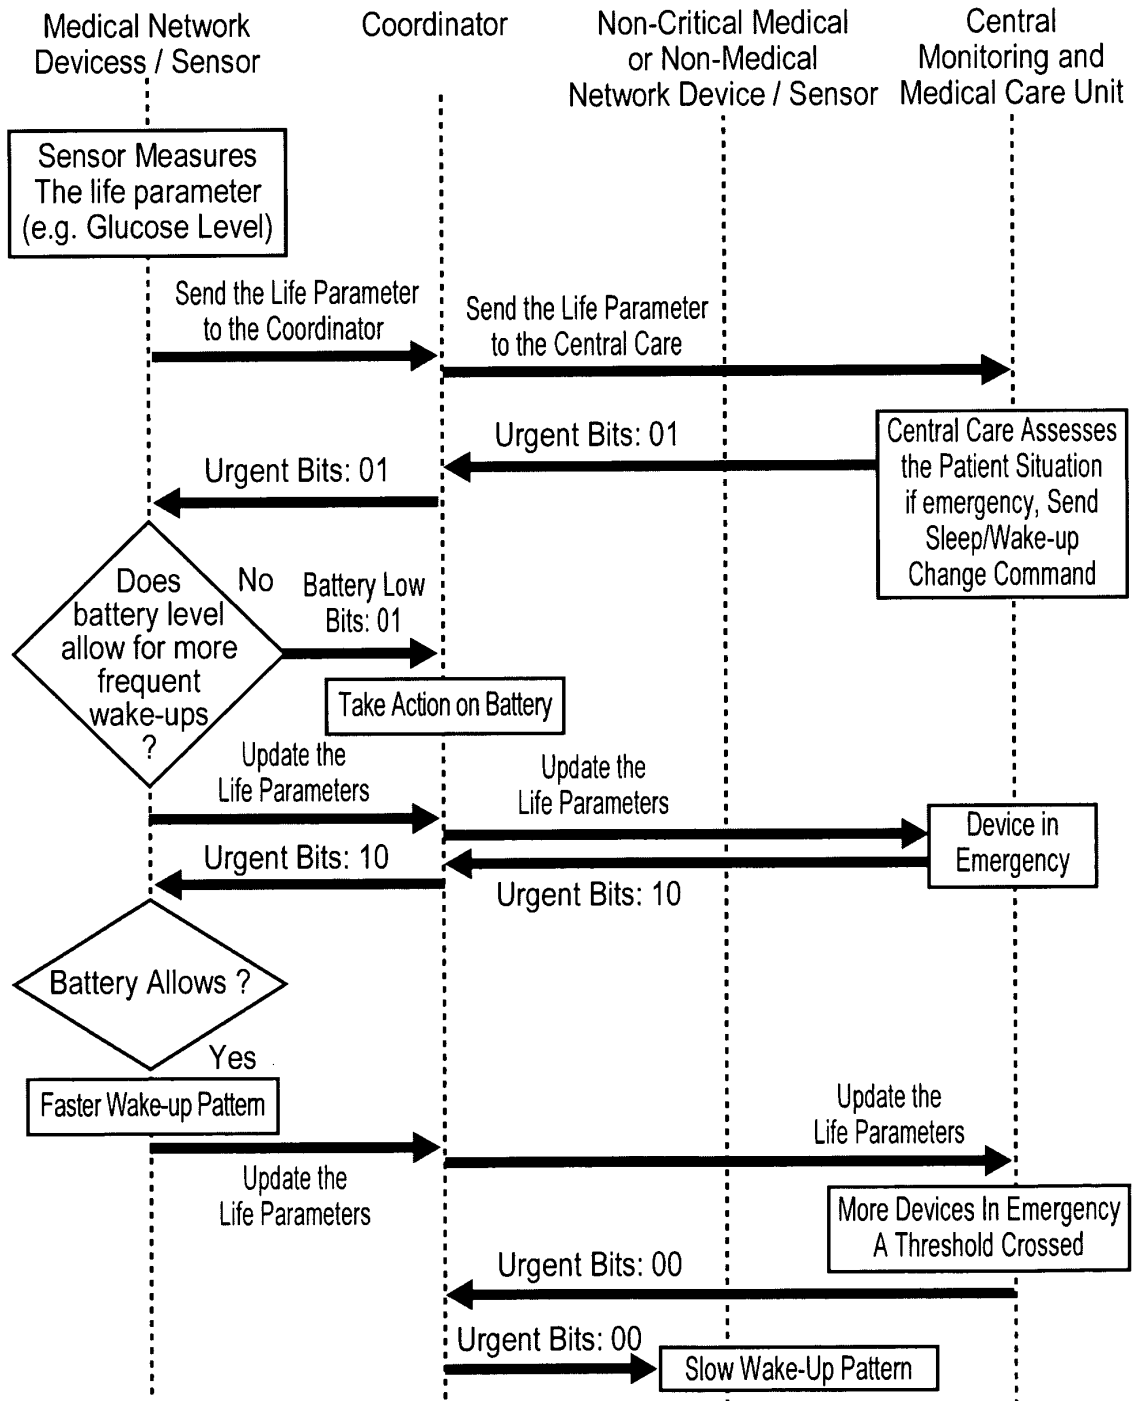 Medical Network
Devicess / Sensor
Coordinator
Non-Critical Medical
or Non-Medical
Network Device / Sensor
Central
Monitoring and
Medical Care Unit
Sensor Measures
The life parameter
(e.g. Glucose Level)
Send the Life Parameter
to the Coordinator
Send the Life Parameter
to the Central Care
Central Care Assesses
the Patient Situation
if emergency, Send
Sleep/Wake-up
Change Command
Urgent Bits: 01
Urgent Bits: 01
Does
battery level
allow for more
frequent
wake-ups
?
No
Battery Low
Bits: 01
Take Action on Battery
Update the
Life Parameters
Update the
Life Parameters
Device in
Emergency
Urgent Bits: 10
Urgent Bits: 10
Battery Allows ?
Yes
Faster Wake-up Pattern
Update the
Life Parameters
Update the
Life Parameters
More Devices In Emergency
A Threshold Crossed
Urgent Bits: 00
Urgent Bits: 00
Slow Wake-Up Pattern